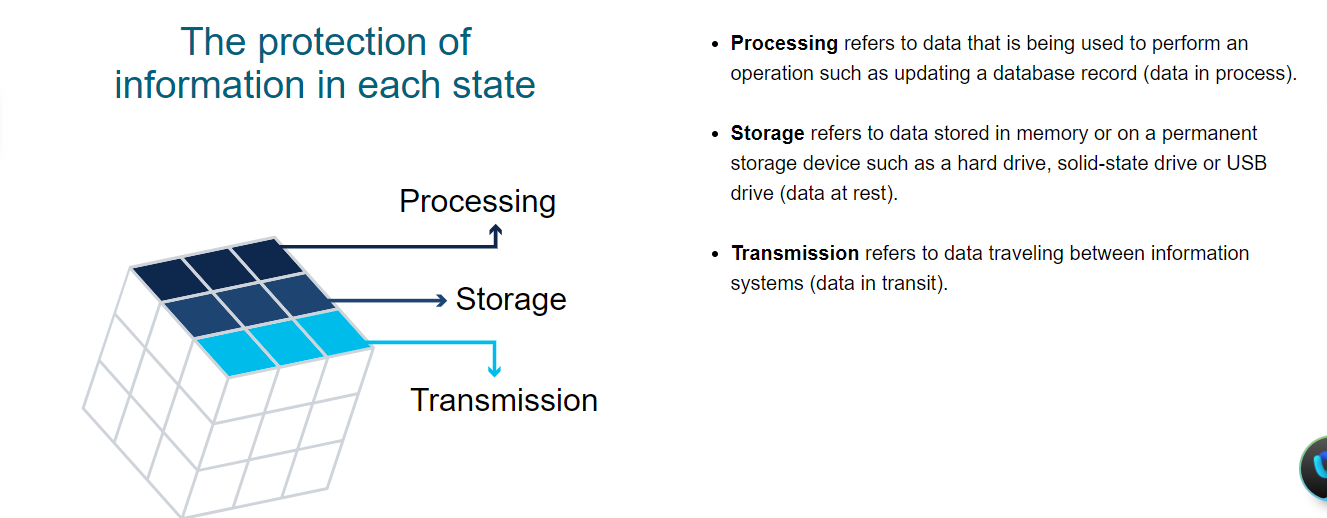 The protection of
information in each state
Processing
Storage
Transmission
• Processing refers to data that is being used to perform an
operation such as updating a database record (data in process).
• Storage refers to data stored in memory or on a permanent
storage device such as a hard drive, solid-state drive or USB
drive (data at rest).
• Transmission refers to data traveling between information
systems (data in transit).